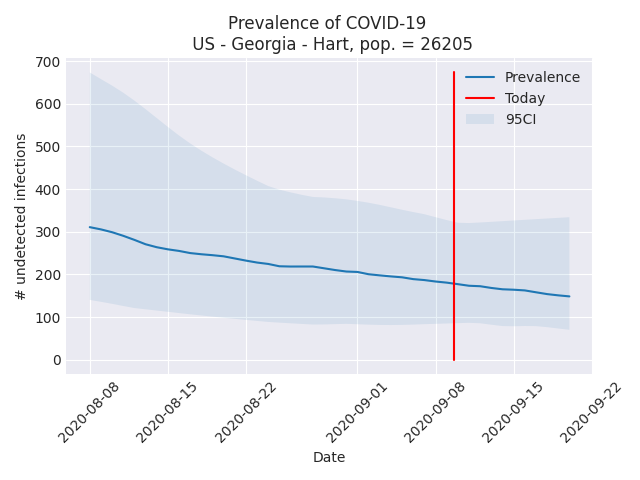 Prevalence of COVID-19
US - Georgia - Hart, pop. = 26205
700
600
500
400
300
200
100
0
# undetected infections
Prevalence
Today
95CI
2020-08-08
2020-08-15
2020-08-22
2020-09-01
2020-09-08
2020-09-15
2020-09-22
Date